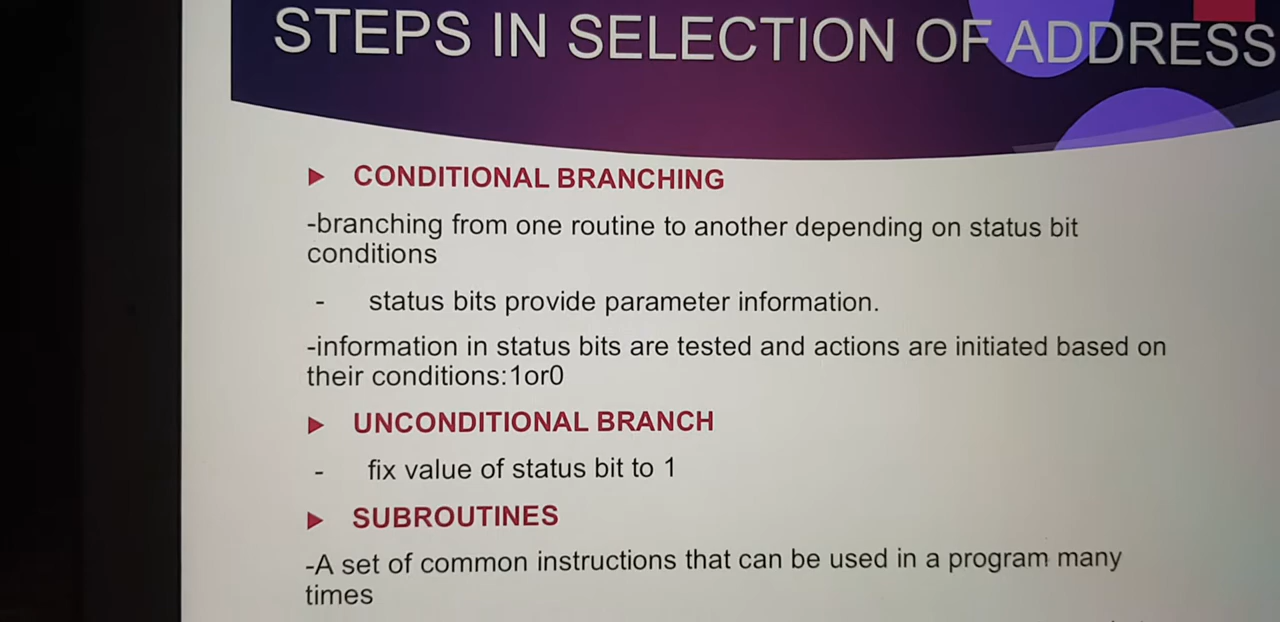 STEPS IN SELECTION OF ADDRESS
► CONDITIONAL BRANCHING
-branching from one routine to another depending on status bit
conditions
- status bits provide parameter information.
-information in status bits are tested and actions are initiated based on
their conditions:1or0
► UNCONDITIONAL BRANCH
- fix value of status bit to 1
► SUBROUTINES
-A set of common instructions that can be used in a program many
times